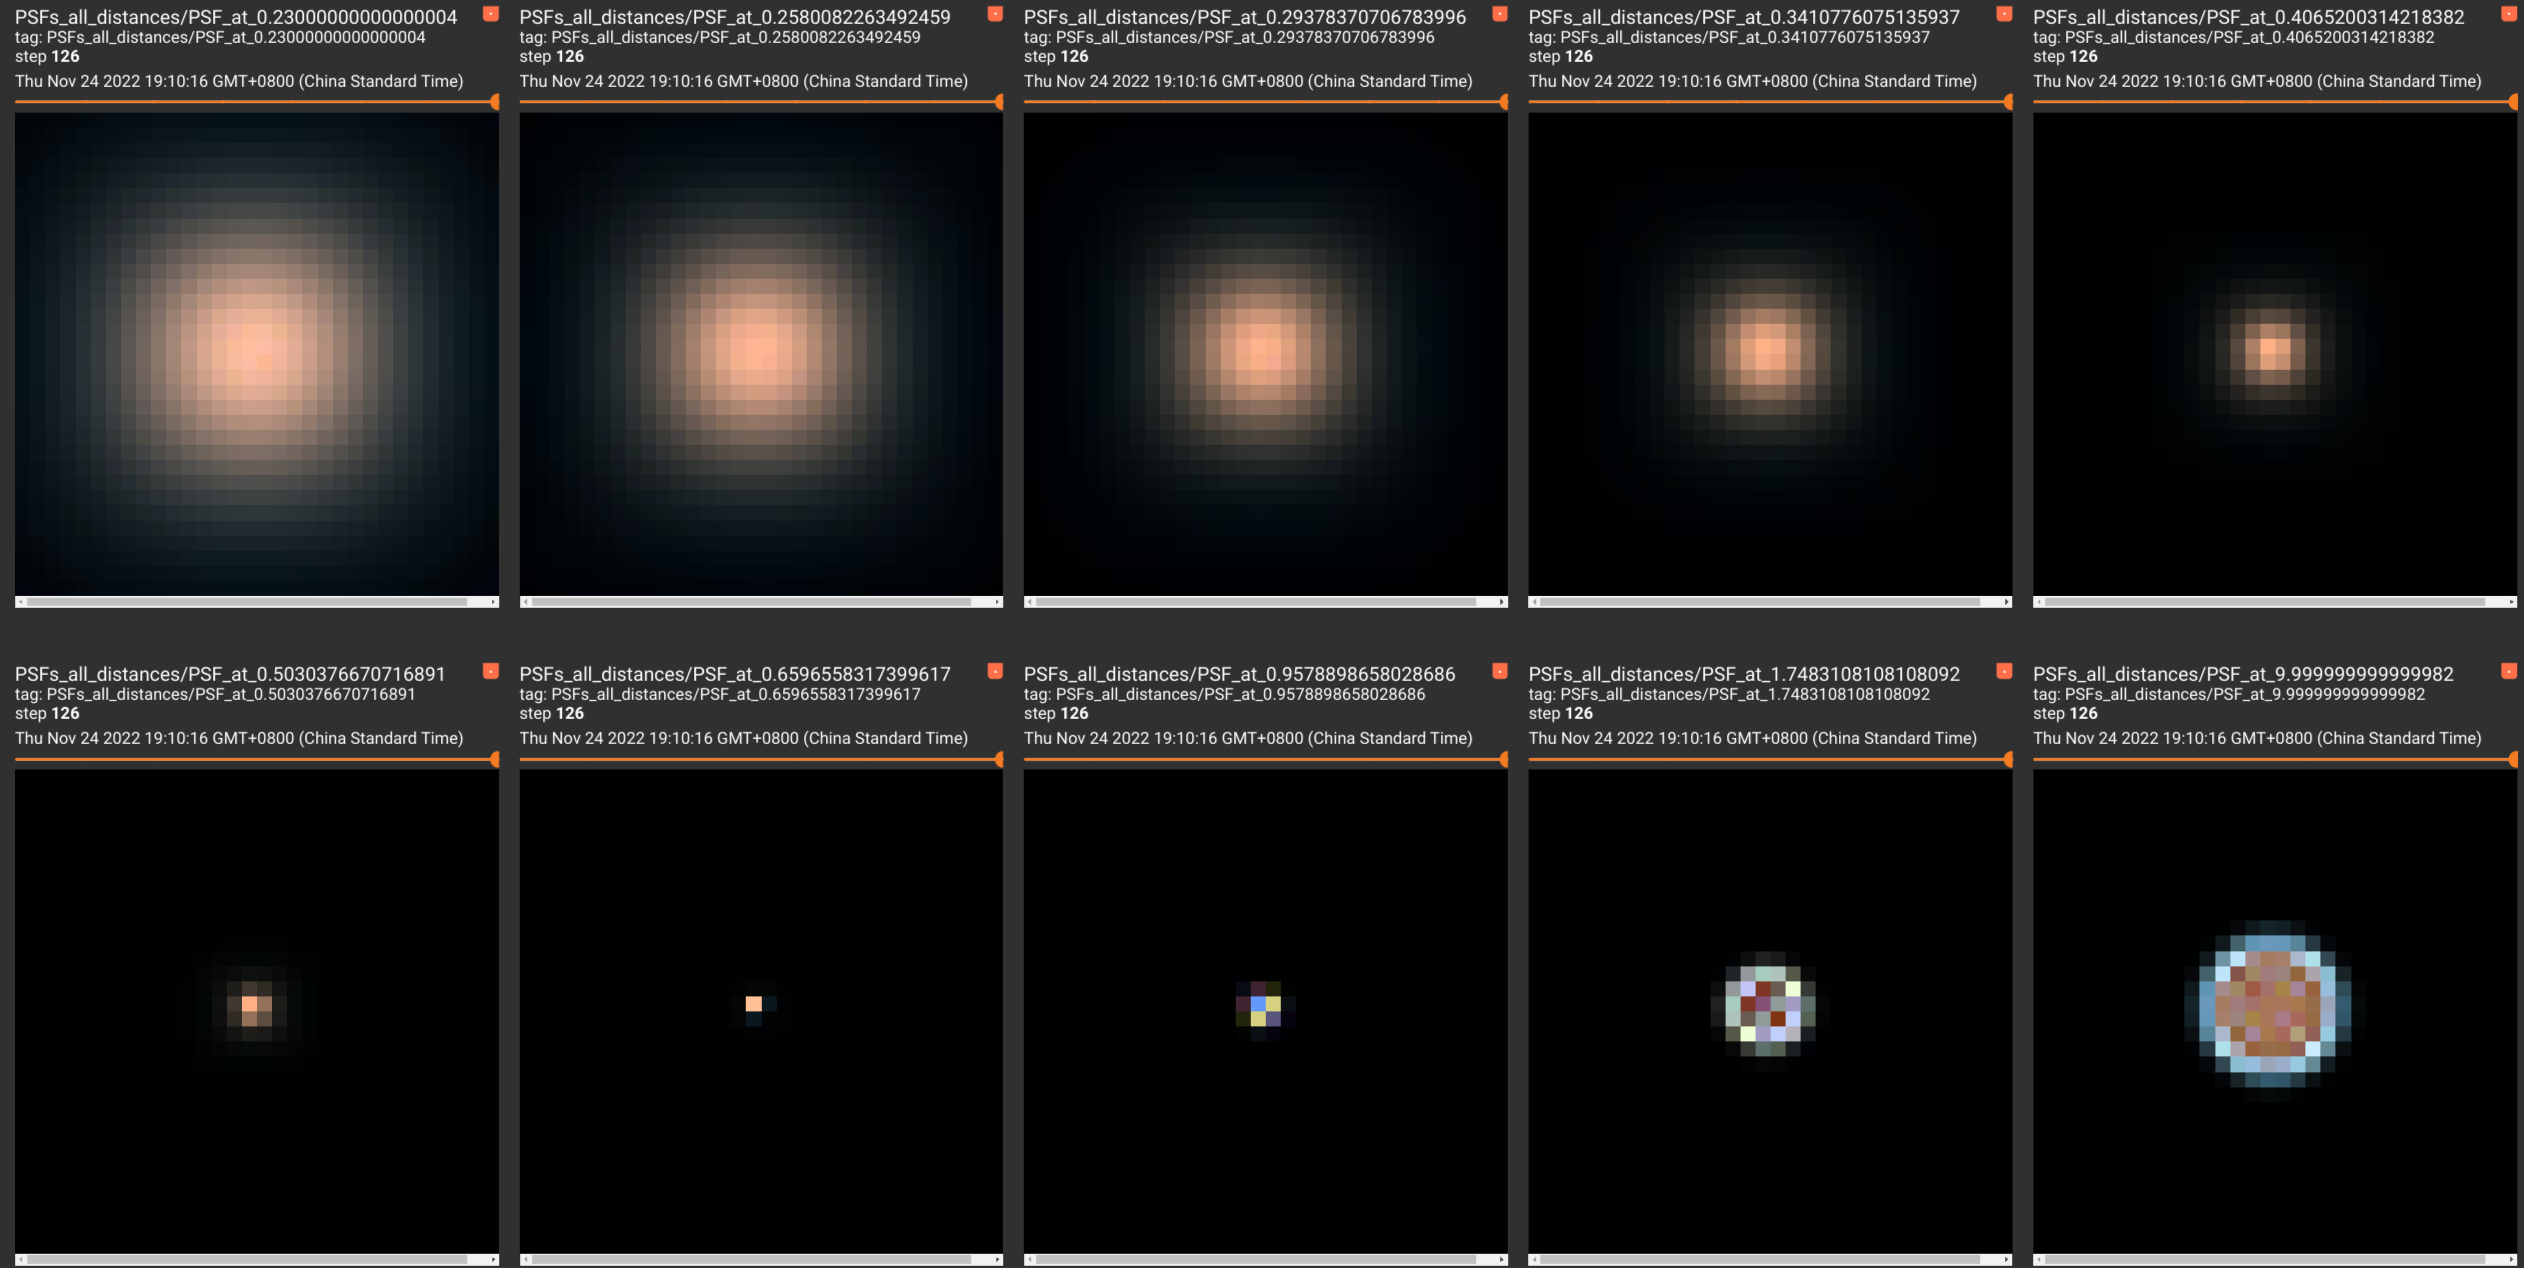 PSFs_all_distances/PSF_at_0.23000000000000004
tag: PSFs_all_distances/PSF_at_0.23000000000000004
step 126
Thu Nov 24 2022 19:10:16 GMT+0800 (China Standard Time)
PSFs_all_distances/PSF_at_0.2580082263492459
tag: PSFs_all_distances/PSF_at_0.2580082263492459
step 126
Thu Nov 24 2022 19:10:16 GMT+0800 (China Standard Time)
PSFs_all_distances/PSF_at_0.29378370706783996
tag: PSFs_all_distances/PSF_at_0.29378370706783996
step 126
Thu Nov 24 2022 19:10:16 GMT+0800 (China Standard Time)
PSFs_all_distances/PSF_at_0.3410776075135937
tag: PSFs_all_distances/PSF_at_0.3410776075135937
step 126
Thu Nov 24 2022 19:10:16 GMT+0800 (China Standard Time)
PSFs_all_distances/PSF_at_0.4065200314218382
tag: PSFs_all_distances/PSF_at_0.4065200314218382
step 126
Thu Nov 24 2022 19:10:16 GMT+0800 (China Standard Time)
PSFs_all_distances/PSF_at_0.5030376670716891
tag: PSFs_all_distances/PSF_at_0.5030376670716891
step 126
Thu Nov 24 2022 19:10:16 GMT+0800 (China Standard Time)
PSFs_all_distances/PSF_at_0.6596558317399617
tag: PSFs_all_distances/PSF_at_0.6596558317399617
step 126
Thu Nov 24 2022 19:10:16 GMT+0800 (China Standard Time)
PSFs_all_distances/PSF_at_0.9578898658028686
tag: PSFs_all_distances/PSF_at_0.9578898658028686
step 126
Thu Nov 24 2022 19:10:16 GMT+0800 (China Standard Time)
PSFs_all_distances/PSF_at_1.7483108108108092
tag: PSFs_all_distances/PSF_at_1.7483108108108092
step 126
Thu Nov 24 2022 19:10:16 GMT+0800 (China Standard Time)
PSFs_all_distances/PSF_at_9.999999999999982
tag: PSFs_all_distances/PSF_at_9.999999999999982
step 126
Thu Nov 24 2022 19:10:16 GMT+0800 (China Standard Time)